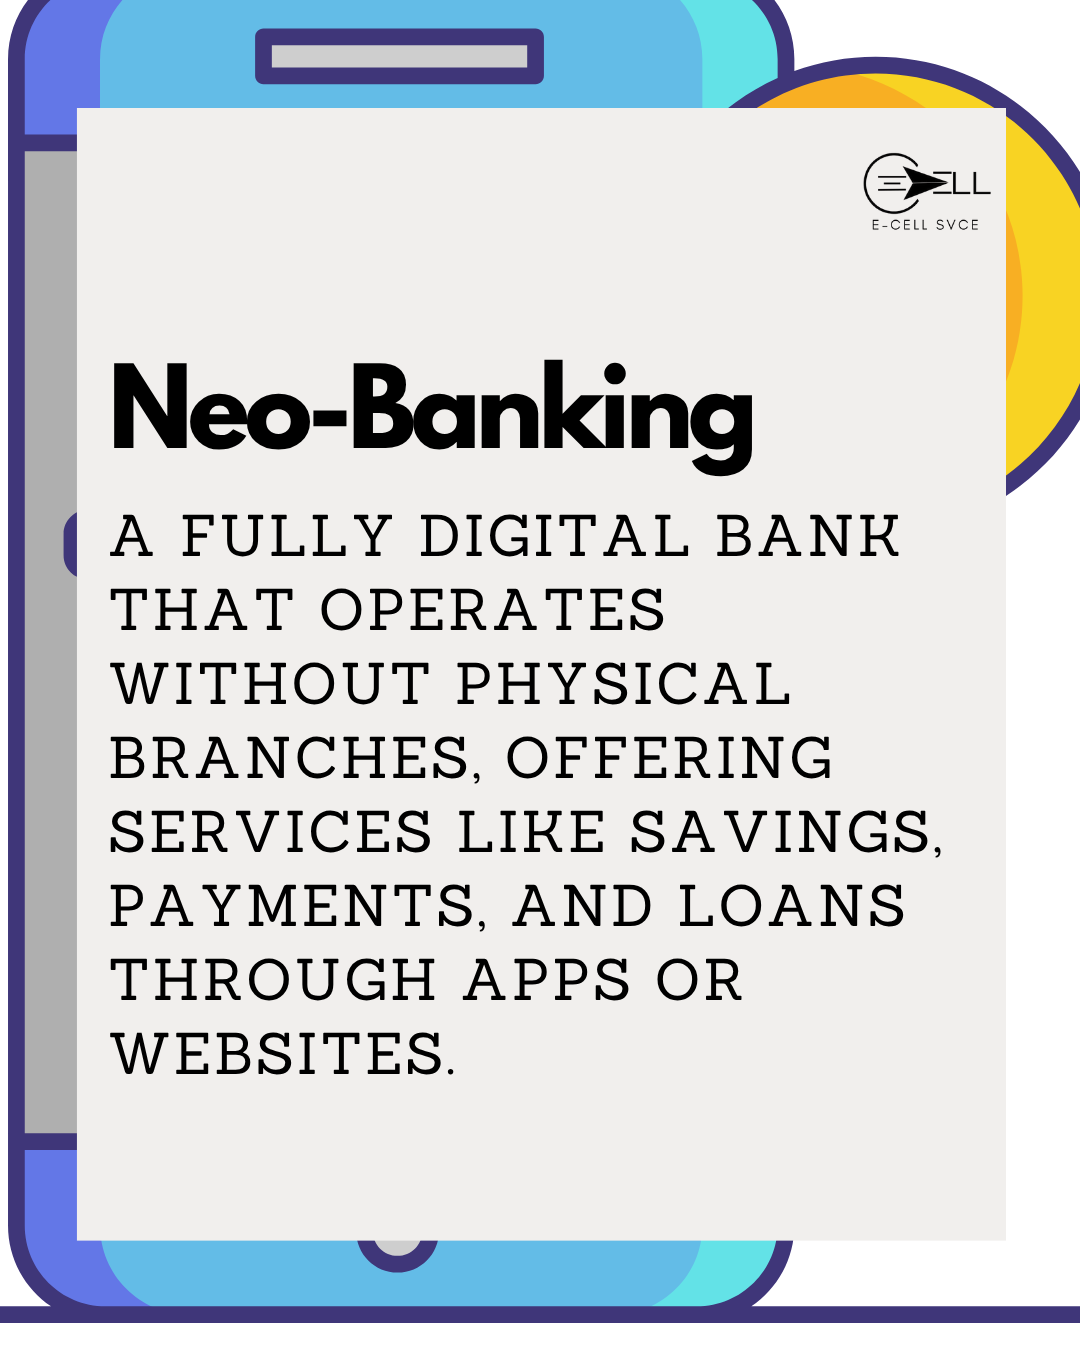 ELL
E-CELL SVCE
Neo-Banking
A FULLY DIGITAL BANK
THAT OPERATES
WITHOUT PHYSICAL
BRANCHES, OFFERING
SERVICES LIKE SAVINGS,
PAYMENTS, AND LOANS
THROUGH APPS OR
WEBSITES.